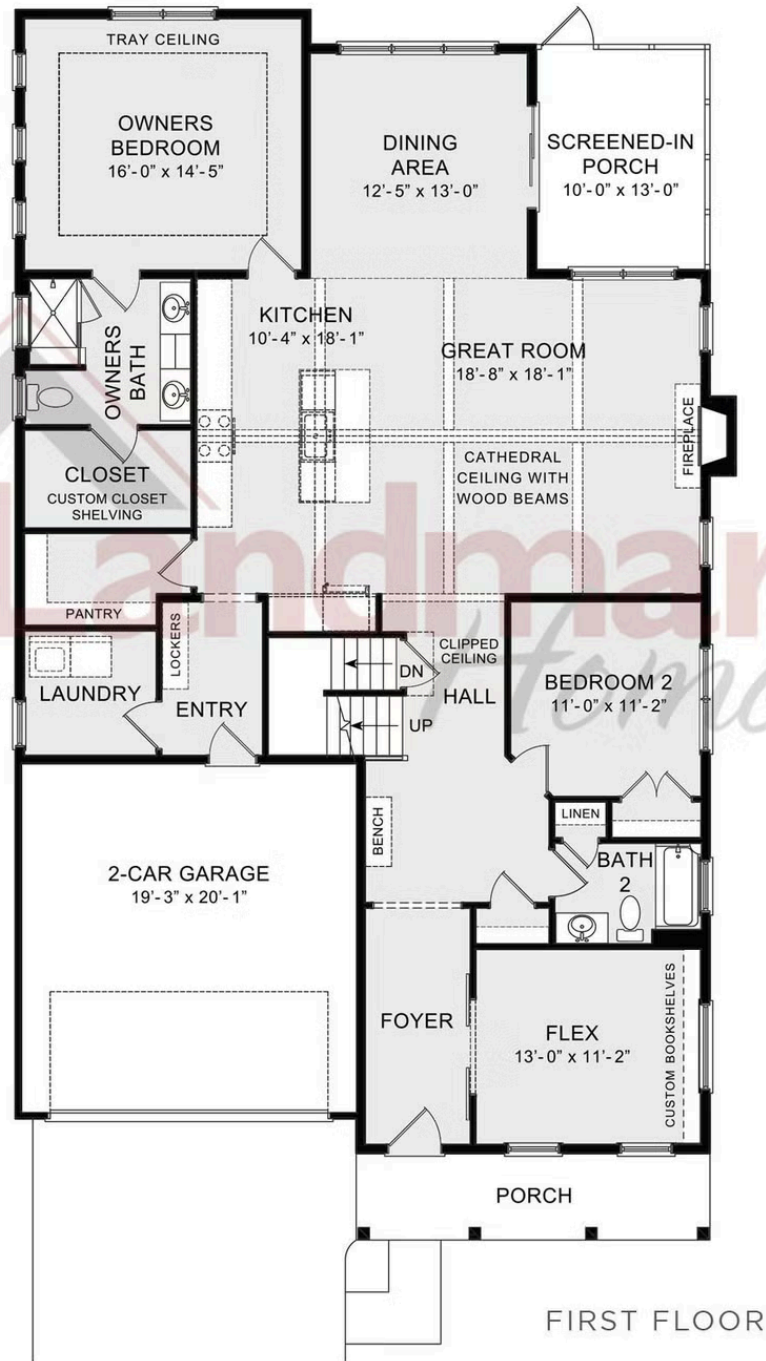 TRAY CEILING
OWNERS
BEDROOM
16'-0" x 14'-5"
DINING
AREA
12'-5" x 13'-0"
SCREENED-IN
PORCH
10'-0" x 13'-0"
KITCHEN
10'-4" x 18'-1"
OWNERS
BATH
GREAT ROOM
18'-8" x 18'-1"
FIREPLACE
CLOSET
CUSTOM CLOSET
SHELVING
CATHEDRAL
CEILING WITH
WOOD BEAMS
Landmar
Home
PANTRY
LOCKERS
LAUNDRY
ENTRY
DN
UP
CLIPPED
CEILING
HALL
BEDROOM 2
11'-0" x 11'-2"
BENCH
LINEN
BATH
2
2-CAR GARAGE
19'-3" x 20'-1"
FOYER
FLEX
13'-0" x 11'-2"
CUSTOM BOOKSHELVES
PORCH
FIRST FLOOR